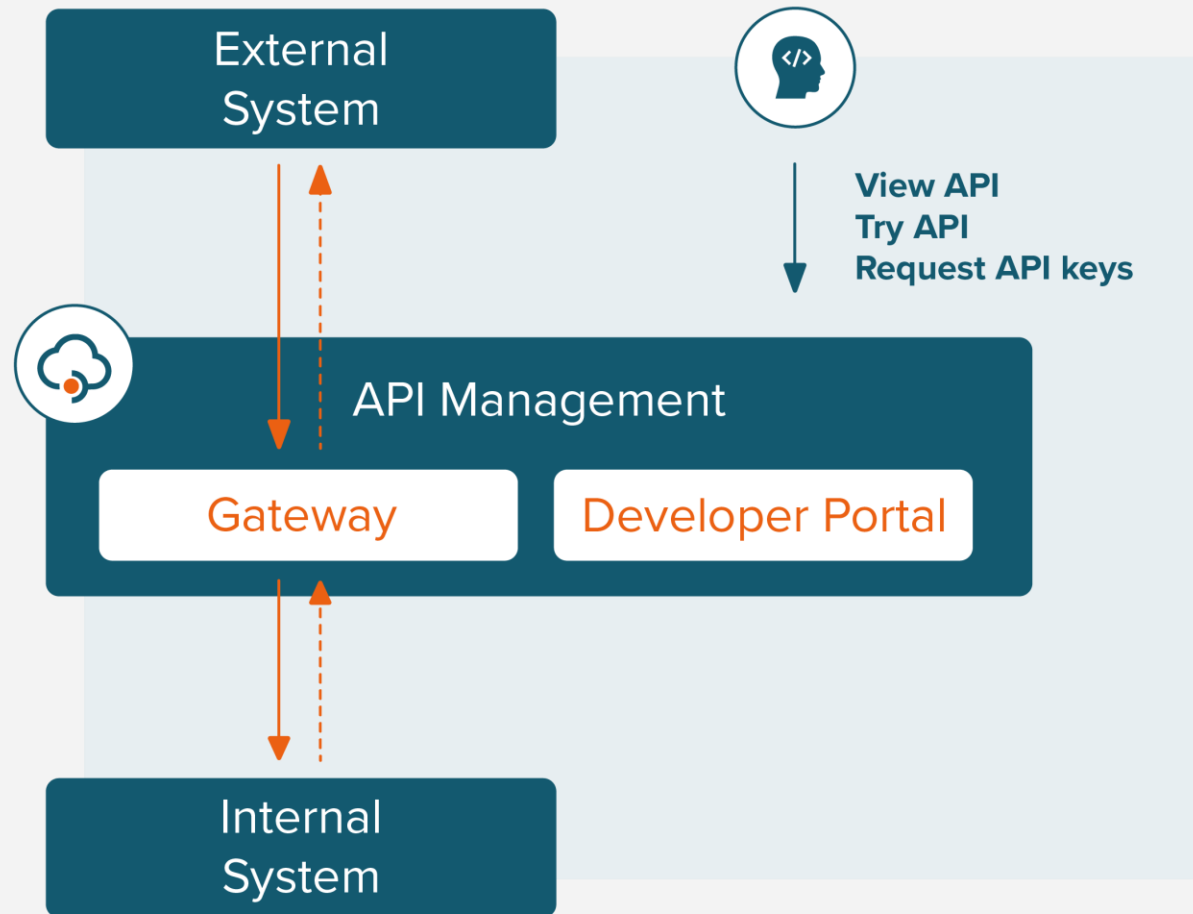 External
System
</>
View API
Try API
Request API keys
API Management
Gateway
Developer Portal
Internal
System